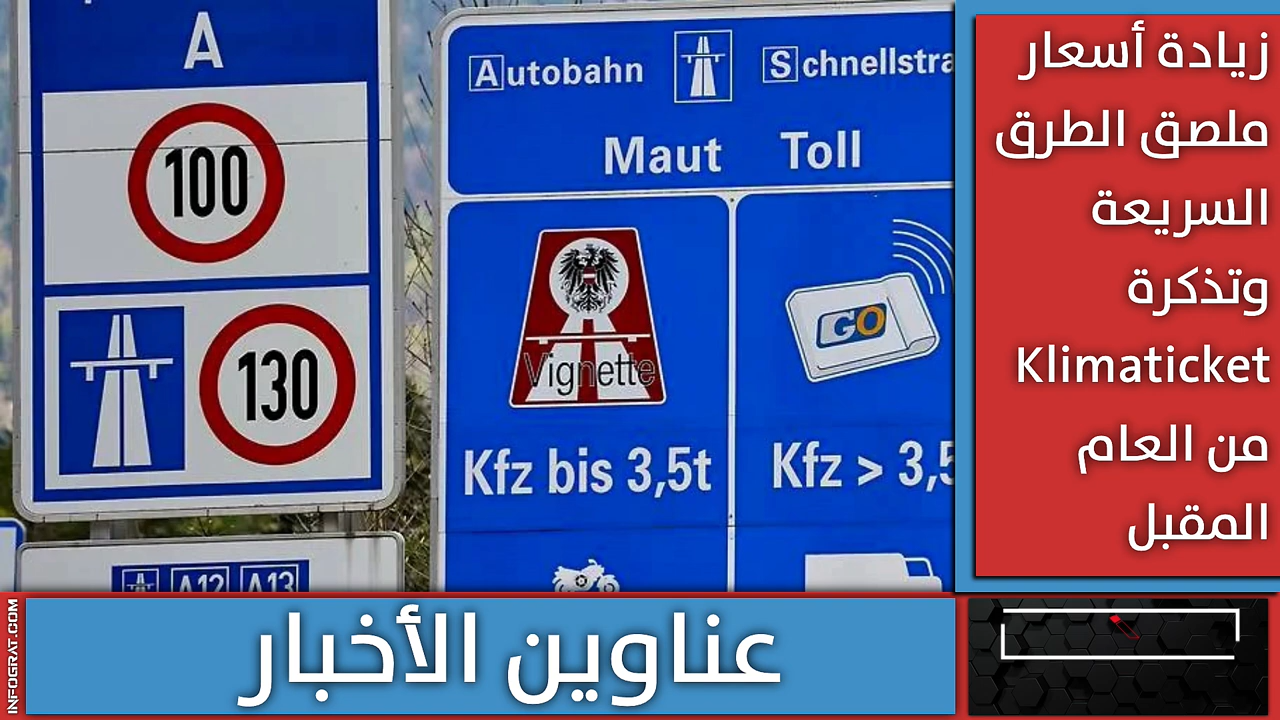 A
100
130
A12 A13
Autobahn Schnellstra
Maut Toll
Vignette
GO
Kfz bis 3,5t
Kfz > 3,5
زيادة أسعار
ملصق الطرق
السريعة
وتذكرة
Klimaticket
من العام
المقبل
عناوين الأخبار
INFOGRAT.COM